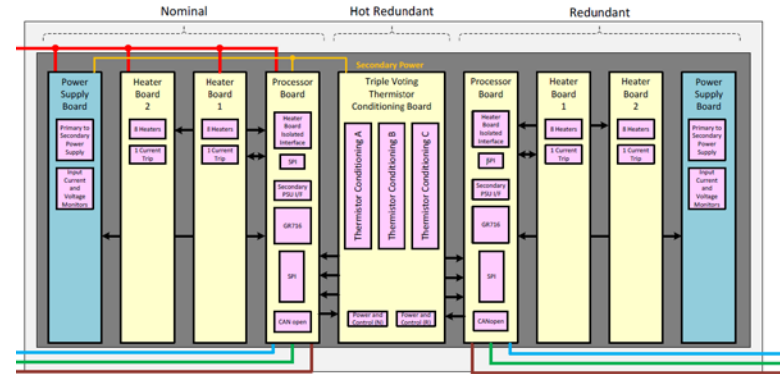 Nominal
Hot Redundant
Redundant
Secondary Power
Power
Supply
Board
Primary to
Secondary
Power
Supply
Input
Current
and
Voltage
Monitors
Heater
Board
2
8 Heaters
1 Current Trip
Heater
Board
1
8 Heaters
1 Current Trip
Processor
Board
Heater
Board
Isolated
Interface
SPI
Secondary
PSU I/F
GR716
SPI
CAN open
Triple Voting
Thermistor
Conditioning Board
Thermistor Conditioning A
Thermistor Conditioning B
Thermistor Conditioning C
Power and
Control (N)
Power and
Control (R)
Processor
Board
Heater
Board
Isolated
Interface
SPI
Secondary
PSU I/F
GR716
SPI
CANopen
Heater
Board
1
8 Heaters
1 Current Trip
Heater
Board
2
8 Heaters
1 Current Trip
Power
Supply
Board
Primary to
Secondary
Power
Supply
Input
Current
and
Voltage
Monitors